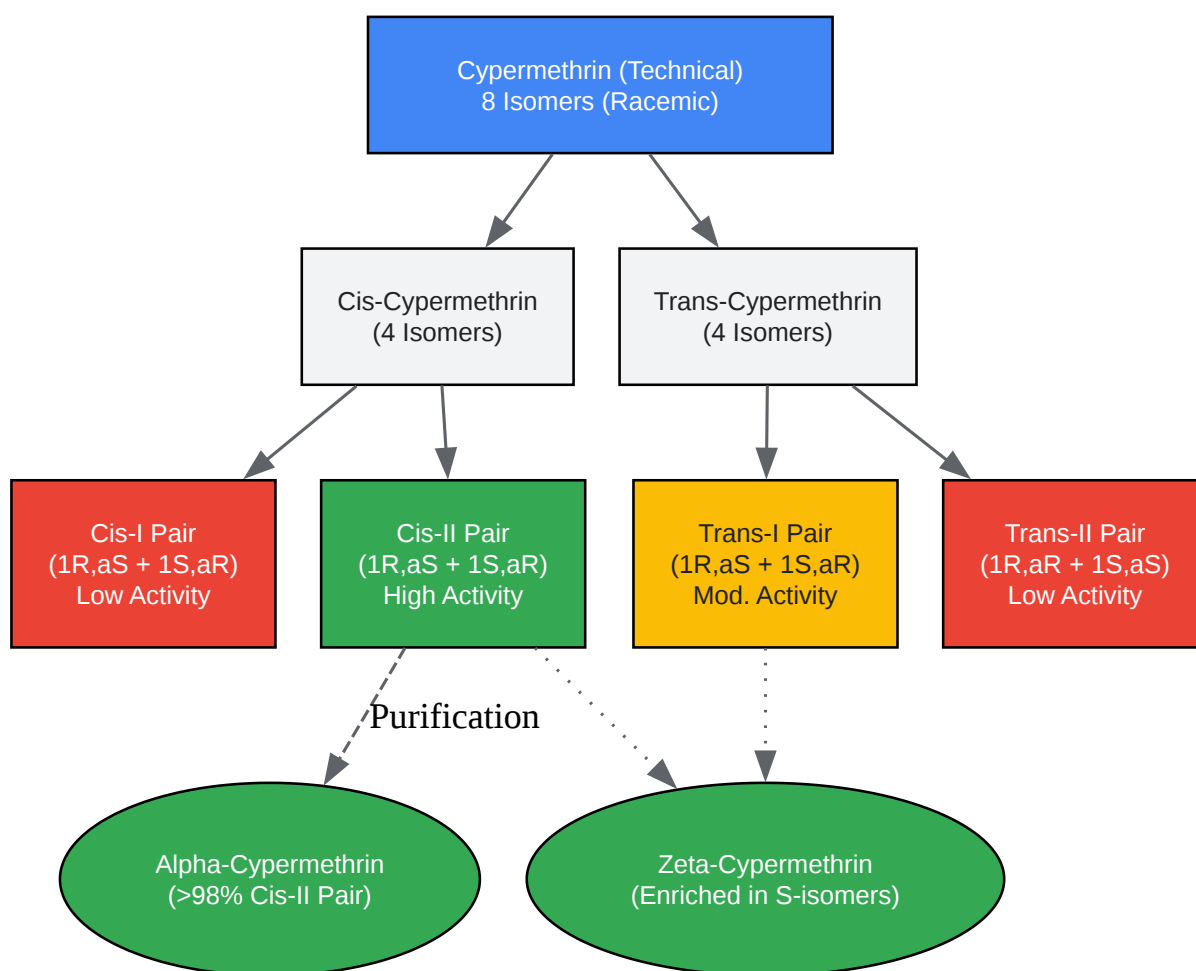 Cypermethrin (Technical)
8 Isomers (Racemic)
Cis-Cypermethrin
(4 Isomers)
Trans-Cypermethrin
(4 Isomers)
Cis-I Pair
(1R,aS + 1S,aR)
Low Activity
Cis-II Pair
(1R,aS + 1S,aR)
High Activity
Trans-I Pair
(1R,aS + 1S,aR)
Mod. Activity
Trans-II Pair
(1R,aR + 1S,aS)
Low Activity
Purification
Alpha-Cypermethrin
(>98% Cis-II Pair)
Zeta-Cypermethrin
(Enriched in S-isomers)